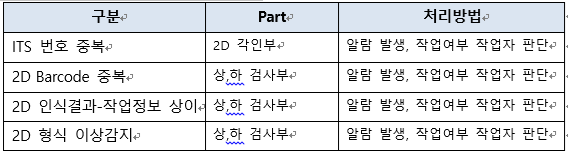 구분 Part 처리방법
ITS 번호 중복 2D 각인부 알람 발생, 작업여부 작업자 판단
2D Barcode 중복 상,하 검사부 알람 발생, 작업여부 작업자 판단
2D 인식결과-작업정보 상이 상,하 검사부 알람 발생, 작업여부 작업자 판단
2D 형식 이상감지 상,하 검사부 알람 발생, 작업여부 작업자 판단